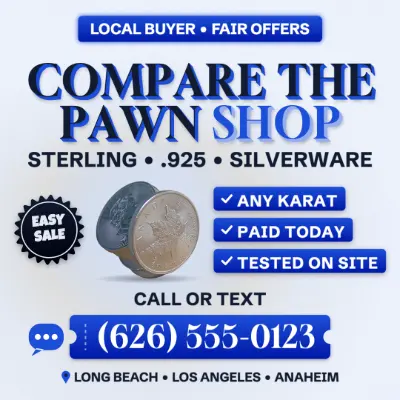 LOCAL BUYER • FAIR OFFERS
COMPARE THE
PAWN SHOP
STERLING • .925 • SILVERWARE
EASY
SALE
ANY KARAT
PAID TODAY
TESTED ON SITE
CALL OR TEXT
(626) 555-0123
LONG BEACH • LOS ANGELES • ANAHEIM